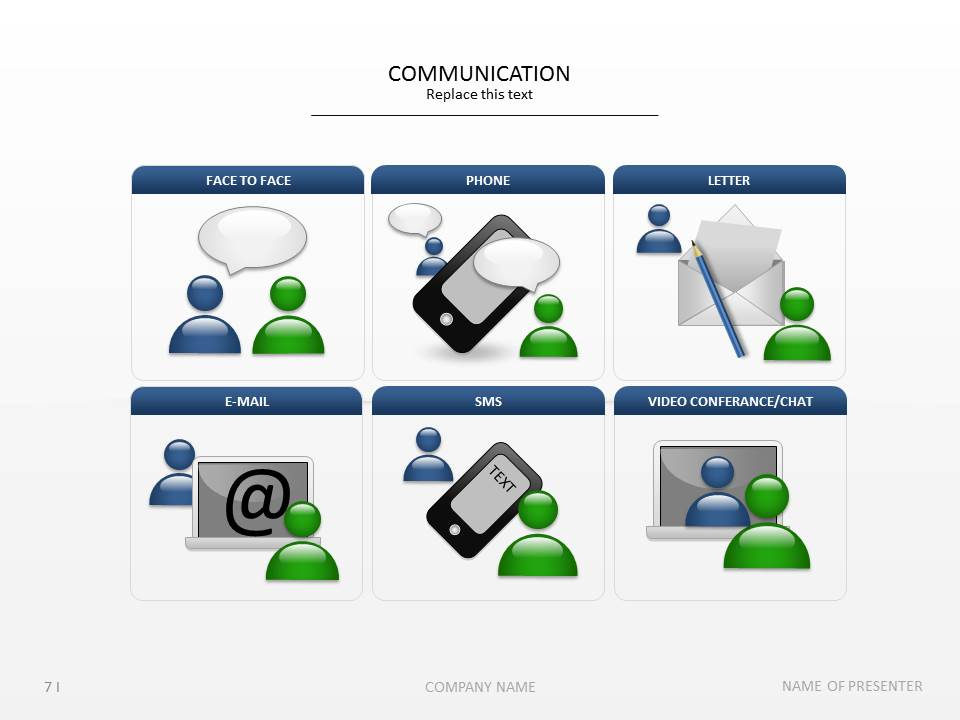 COMMUNICATION
Replace this text
FACE TO FACE
PHONE
LETTER
E-MAIL
@
SMS
TEXT
VIDEO CONFERANCE/CHAT
7 I
COMPANY NAME
NAME OF PRESENTER